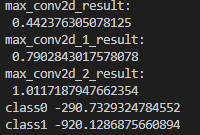 max_conv2d_result:
0.442376305078125
max_conv2d_1_result:
0.7902843017578078
max_conv2d_2_result:
1.0117187947662354
class0 -290.7329324784552
class1 -920.1286875660894